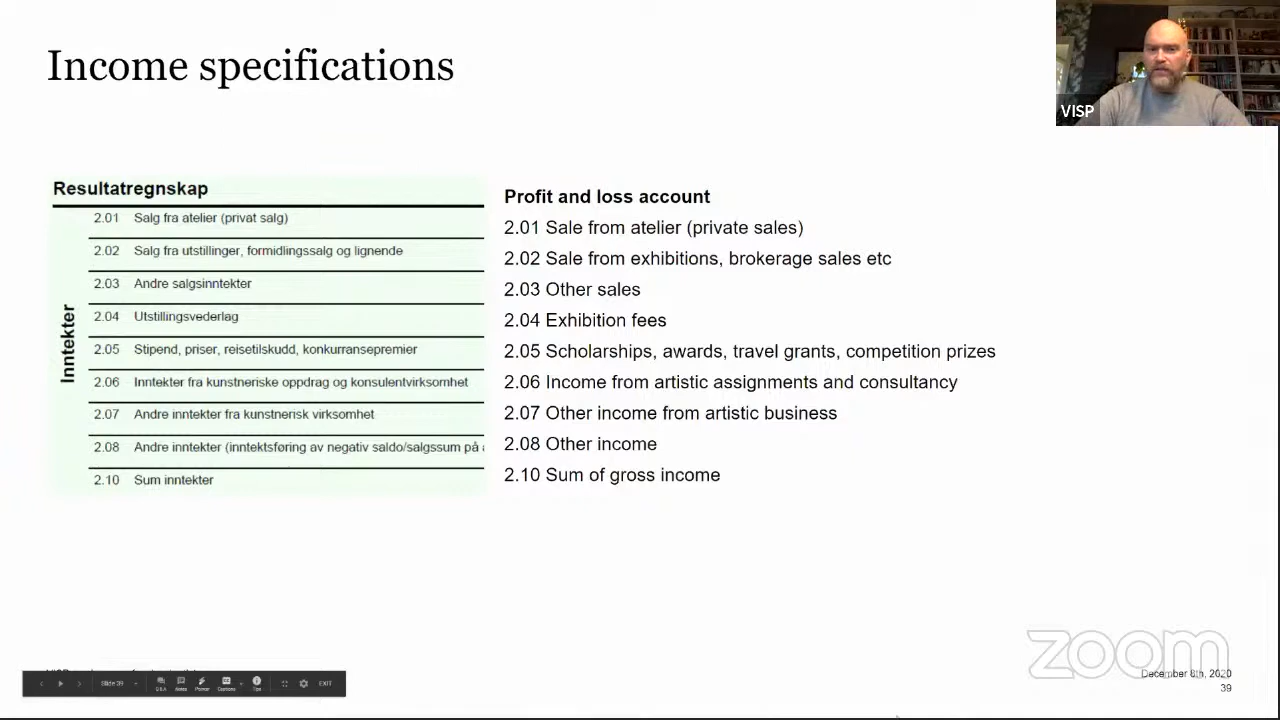 Income specifications
VISP
Resultatregnskap
Inntekter
2.01 Salg fra atelier (privat salg)
2.02 Salg fra utstillinger, formidlingssalg og lignende
2.03 Andre salgsinntekter
2.04 Utstillingsvederlag
2.05 Stipend, priser, reisetilskudd, konkurransepremier
2.06 Inntekter fra kunstneriske oppdrag og konsulentvirksomhet
2.07 Andre inntekter fra kunstnerisk virksomhet
2.08 Andre inntekter (inntektsføring av negativ saldo/salgssum på
2.10 Sum inntekter
Profit and loss account
2.01 Sale from atelier (private sales)
2.02 Sale from exhibitions, brokerage sales etc
2.03 Other sales
2.04 Exhibition fees
2.05 Scholarships, awards, travel grants, competition prizes
2.06 Income from artistic assignments and consultancy
2.07 Other income from artistic business
2.08 Other income
2.10 Sum of gross income
zoom
December 8th, 2020
39
Slide 39
Q&A Notes Pointer Captions Tips EXIT